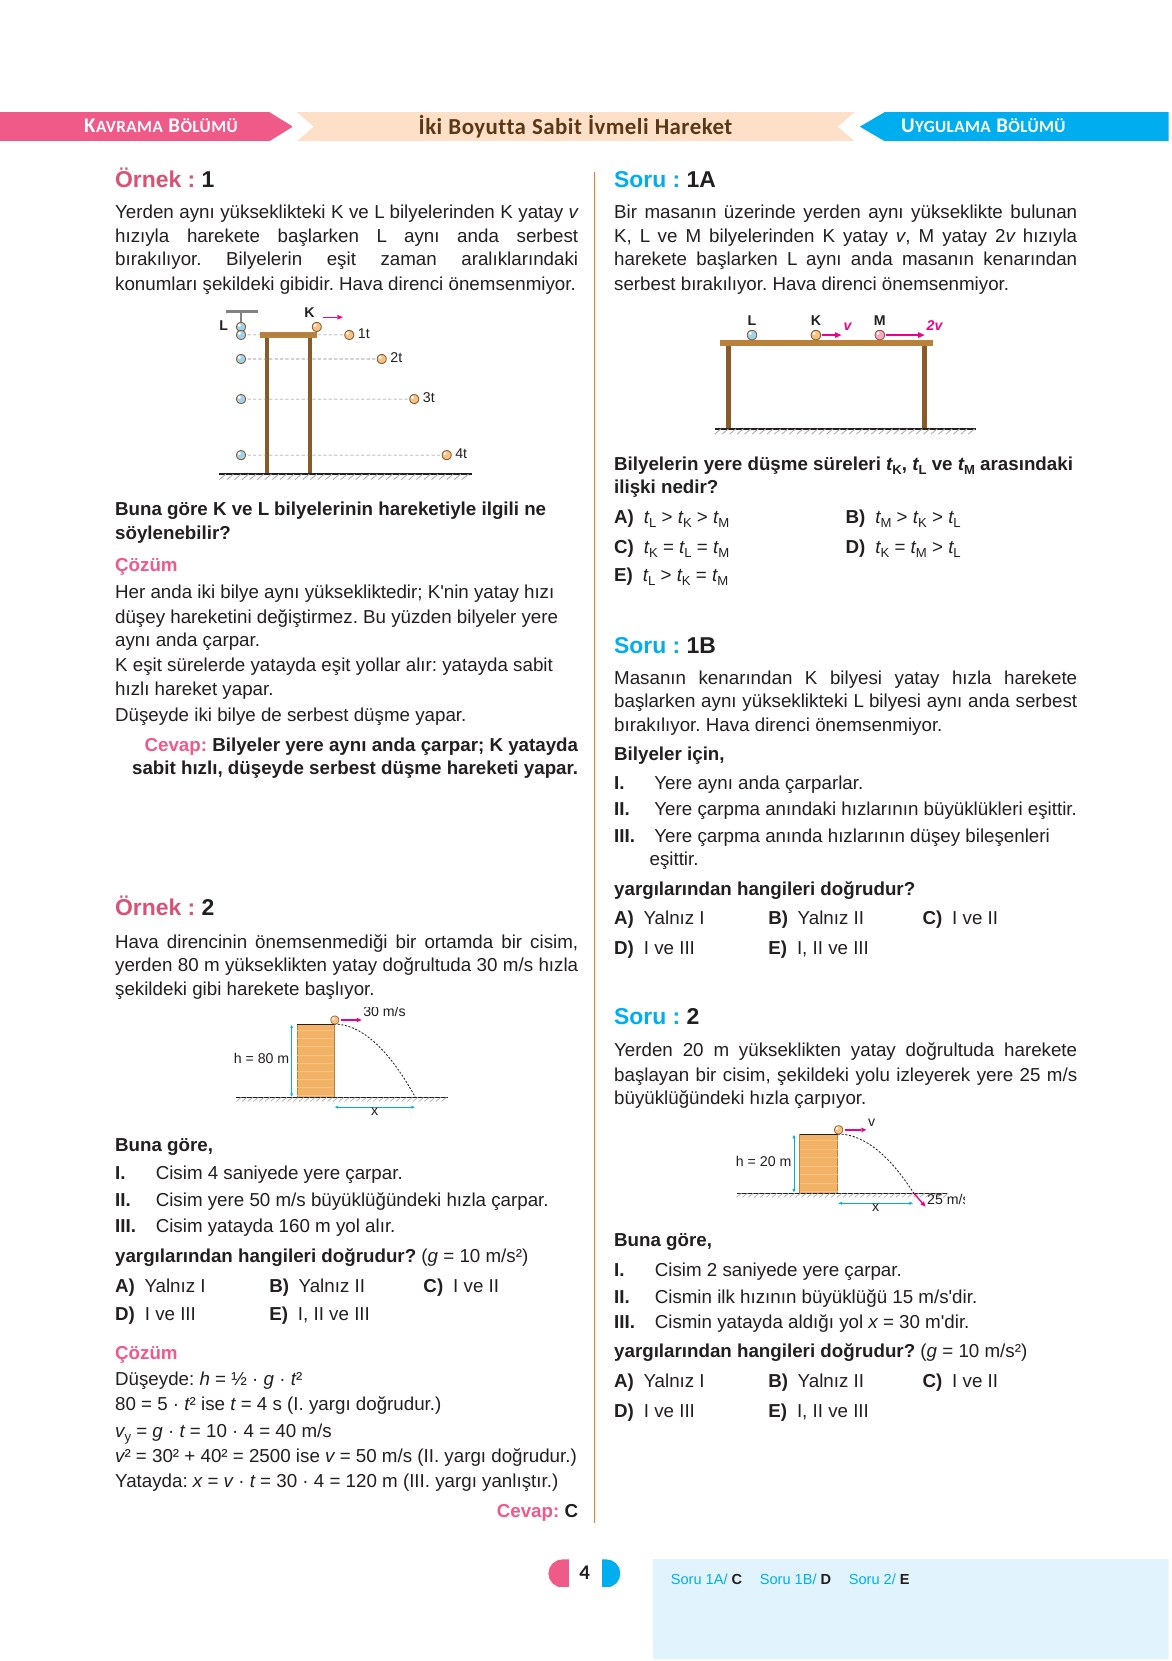 KAVRAMA BÖLÜMÜ
İki Boyutta Sabit İvmeli Hareket
UYGULAMA BÖLÜMÜ
Örnek : 1
Yerden aynı yükseklikteki K ve L bilyelerinden K yatay v
hızıyla harekete başlarken L aynı anda serbest
bırakılıyor. Bilyelerin eşit zaman aralıklarındaki
konumları şekildeki gibidir. Hava direnci önemsenmiyor.
K
L
1t
2t
3t
4t
Buna göre K ve L bilyelerinin hareketiyle ilgili ne
söylenebilir?
Çözüm
Her anda iki bilye aynı yüksekliktedir; K'nin yatay hızı
düşey hareketini değiştirmez. Bu yüzden bilyeler yere
aynı anda çarpar.
K eşit sürelerde yatayda eşit yollar alır: yatayda sabit
hızlı hareket yapar.
Düşeyde iki bilye de serbest düşme yapar.
Cevap: Bilyeler yere aynı anda çarpar; K yatayda
sabit hızlı, düşeyde serbest düşme hareketi yapar.
Örnek : 2
Hava direncinin önemsenmediği bir ortamda bir cisim,
yerden 80 m yükseklikten yatay doğrultuda 30 m/s hızla
şekildeki gibi harekete başlıyor.
30 m/s
h = 80 m
x
Buna göre,
I. Cisim 4 saniyede yere çarpar.
II. Cisim yere 50 m/s büyüklüğündeki hızla çarpar.
III. Cisim yatayda 160 m yol alır.
yargılarından hangileri doğrudur? (g = 10 m/s²)
A) Yalnız I B) Yalnız II C) I ve II
D) I ve III E) I, II ve III
Çözüm
Düşeyde: h = ½ · g · t²
80 = 5 · t² ise t = 4 s (I. yargı doğrudur.)
vy = g · t = 10 · 4 = 40 m/s
v² = 30² + 40² = 2500 ise v = 50 m/s (II. yargı doğrudur.)
Yatayda: x = v · t = 30 · 4 = 120 m (III. yargı yanlıştır.)
Cevap: C
Soru : 1A
Bir masanın üzerinde yerden aynı yükseklikte bulunan
K, L ve M bilyelerinden K yatay v, M yatay 2v hızıyla
harekete başlarken L aynı anda masanın kenarından
serbest bırakılıyor. Hava direnci önemsenmiyor.
L K v M 2v
Bilyelerin yere düşme süreleri tK, tL ve tM arasındaki
ilişki nedir?
A) tL > tK > tM B) tM > tK > tL
C) tK = tL = tM D) tK = tM > tL
E) tL > tK = tM
Soru : 1B
Masanın kenarından K bilyesi yatay hızla harekete
başlarken aynı yükseklikteki L bilyesi aynı anda serbest
bırakılıyor. Hava direnci önemsenmiyor.
Bilyeler için,
I. Yere aynı anda çarparlar.
II. Yere çarpma anındaki hızlarının büyüklükleri eşittir.
III. Yere çarpma anında hızlarının düşey bileşenleri
eşittir.
yargılarından hangileri doğrudur?
A) Yalnız I B) Yalnız II C) I ve II
D) I ve III E) I, II ve III
Soru : 2
Yerden 20 m yükseklikten yatay doğrultuda harekete
başlayan bir cisim, şekildeki yolu izleyerek yere 25 m/s
büyüklüğündeki hızla çarpıyor.
v
h = 20 m
x
25 m/s
Buna göre,
I. Cisim 2 saniyede yere çarpar.
II. Cismin ilk hızının büyüklüğü 15 m/s'dir.
III. Cismin yatayda aldığı yol x = 30 m'dir.
yargılarından hangileri doğrudur? (g = 10 m/s²)
A) Yalnız I B) Yalnız II C) I ve II
D) I ve III E) I, II ve III
4
Soru 1A/ C Soru 1B/ D Soru 2/ E